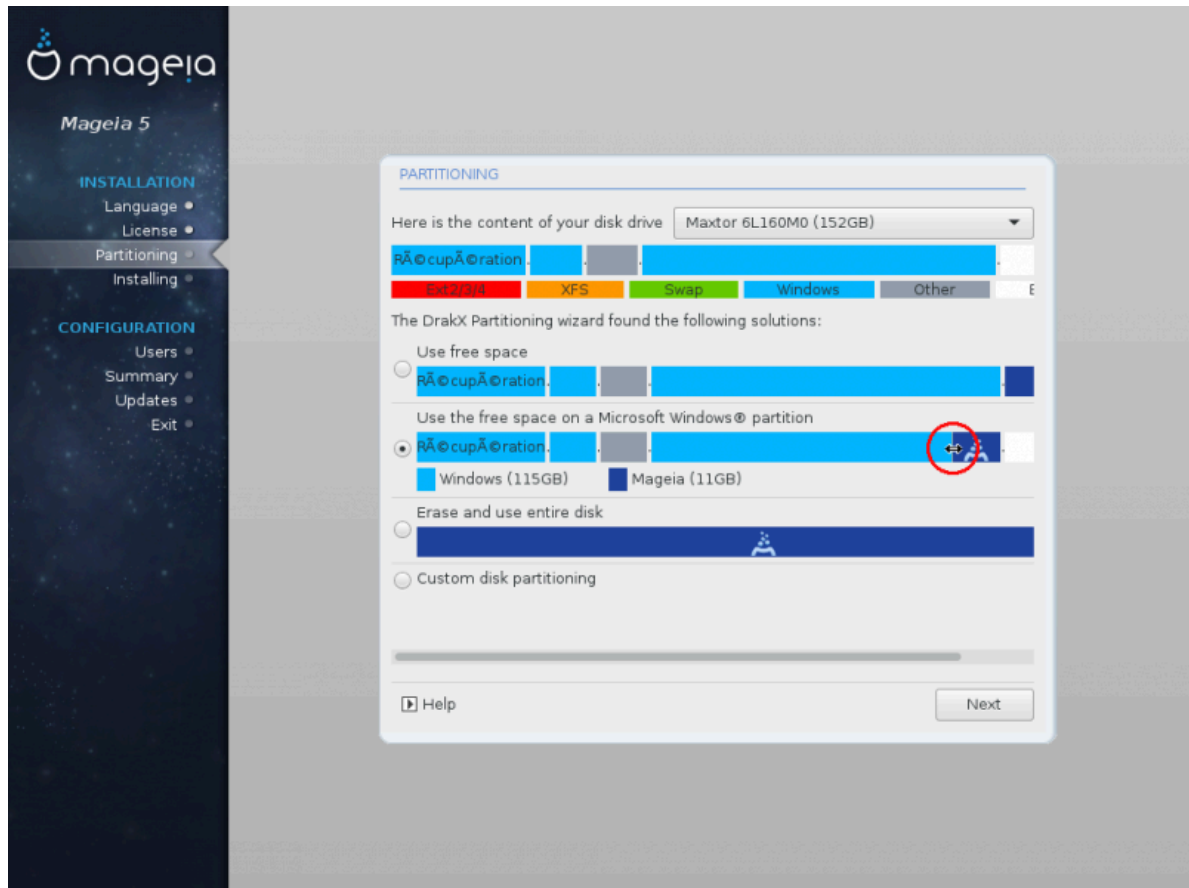 mageia
Mageia 5
INSTALLATION
Language
License
Partitioning
Installing
CONFIGURATION
Users
Summary
Updates
Exit
PARTITIONING
Here is the content of your disk drive Maxtor 6L160M0 (152GB)
RÃ©cupÃ©ration
Ext2/3/4 XFS Swap Windows Other E
The DrakX Partitioning wizard found the following solutions:
Use free space
RÃ©cupÃ©ration
Use the free space on a Microsoft Windows® partition
RÃ©cupÃ©ration
Windows (115GB) Mageia (11GB)
Erase and use entire disk
Custom disk partitioning
Help Next